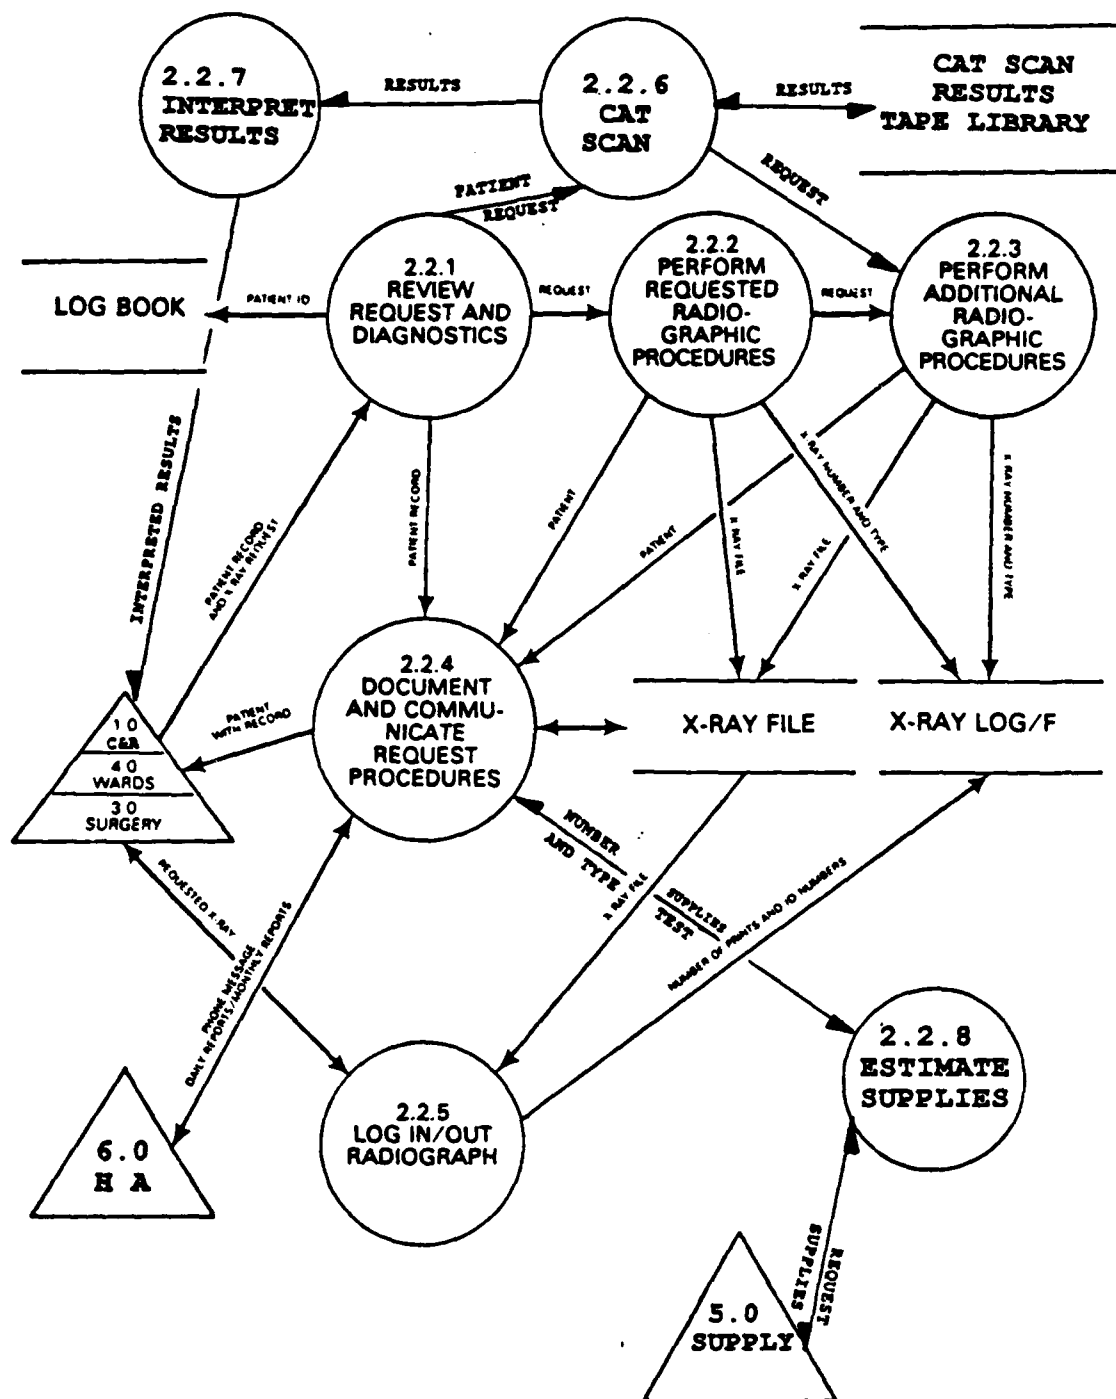 2.2.7
INTERPRET
RESULTS
RESULTS
2.2.6
CAT
SCAN
RESULTS
CAT SCAN
RESULTS
TAPE LIBRARY
PATIENT
REQUEST
REQUEST
LOG BOOK
PATIENT ID
2.2.1
REVIEW
REQUEST AND
DIAGNOSTICS
REQUEST
2.2.2
PERFORM
REQUESTED
RADIO-
GRAPHIC
PROCEDURES
REQUEST
2.2.3
PERFORM
ADDITIONAL
RADIO-
GRAPHIC
PROCEDURES
INTERPRETED RESULTS
PATIENT RECORD
AND X RAY REQUEST
PATIENT RECORD
PATIENT
X RAY FILE
X RAY NUMBER AND TYPE
PATIENT
X RAY FILE
X RAY NUMBER AND TYPE
1 0
C&A
4 0
WARDS
3 0
SURGERY
PATIENT
WITH RECORD
2.2.4
DOCUMENT
AND COMMU-
NICATE
REQUEST
PROCEDURES
X-RAY FILE
X-RAY LOG/F
REQUESTED X-RAY
PHONE MESSAGE
DAILY REPORTS/MONTHLY REPORTS
NUMBER
AND TYPE
SUPPLIES
TEST
X RAY FILE
NUMBER OF PRINTS AND ID NUMBERS
6.0
H A
2.2.5
LOG IN/OUT
RADIOGRAPH
2.2.8
ESTIMATE
SUPPLIES
SUPPLIES
REQUEST
5.0
SUPPLY